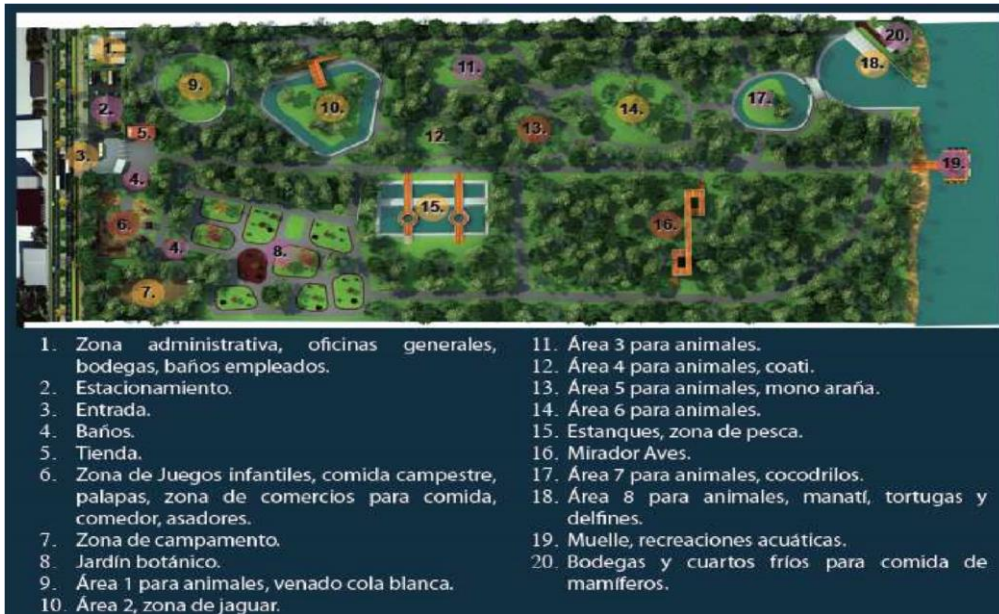 1.
2.
3.
4.
5.
6.
4.
7.
8.
9.
10.
11.
12.
13.
14.
15.
16.
17.
18.
19.
20.
1. Zona administrativa, oficinas generales,
bodegas, baños empleados.
2. Estacionamiento.
3. Entrada.
4. Baños.
5. Tienda.
6. Zona de Juegos infantiles, comida campestre,
palapas, zona de comercios para comida,
comedor, asadores.
7. Zona de campamento.
8. Jardín botánico.
9. Área 1 para animales, venado cola blanca.
10. Área 2, zona de jaguar.
11. Área 3 para animales.
12. Área 4 para animales, coati.
13. Área 5 para animales, mono araña.
14. Área 6 para animales.
15. Estanques, zona de pesca.
16. Mirador Aves.
17. Área 7 para animales, cocodrilos.
18. Área 8 para animales, manatí, tortugas y
delfines.
19. Muelle, recreaciones acuáticas.
20. Bodegas y cuartos fríos para comida de
mamíferos.